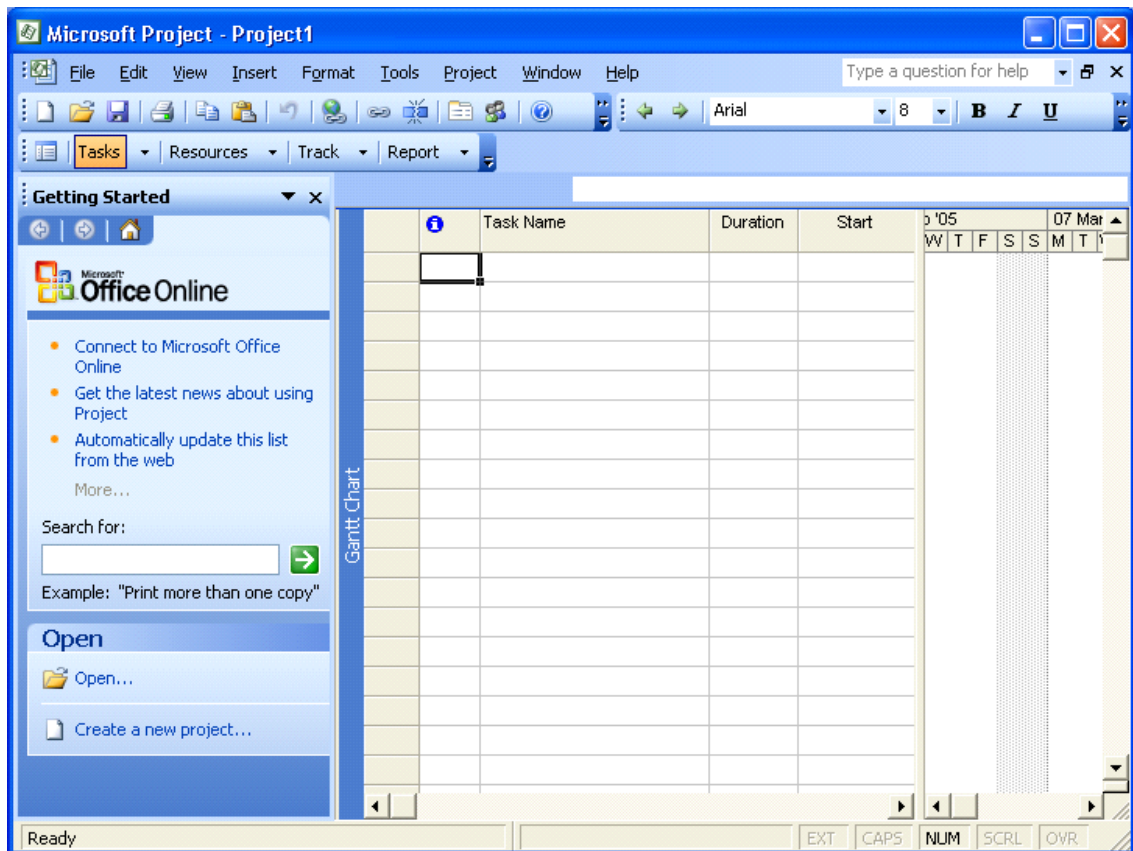 Microsoft Project - Project1
File Edit View Insert Format Tools Project Window Help Type a question for help
Arial 8 B I U
Tasks Resources Track Report
Getting Started
Task Name Duration Start '05 07 Mar
W T F S S M T
Microsoft
Office Online
Connect to Microsoft Office
Online
Get the latest news about using
Project
Automatically update this list
from the web
More...
Search for:
Example: "Print more than one copy"
Gantt Chart
Open
Open...
Create a new project...
Ready EXT CAPS NUM SCRL OVR